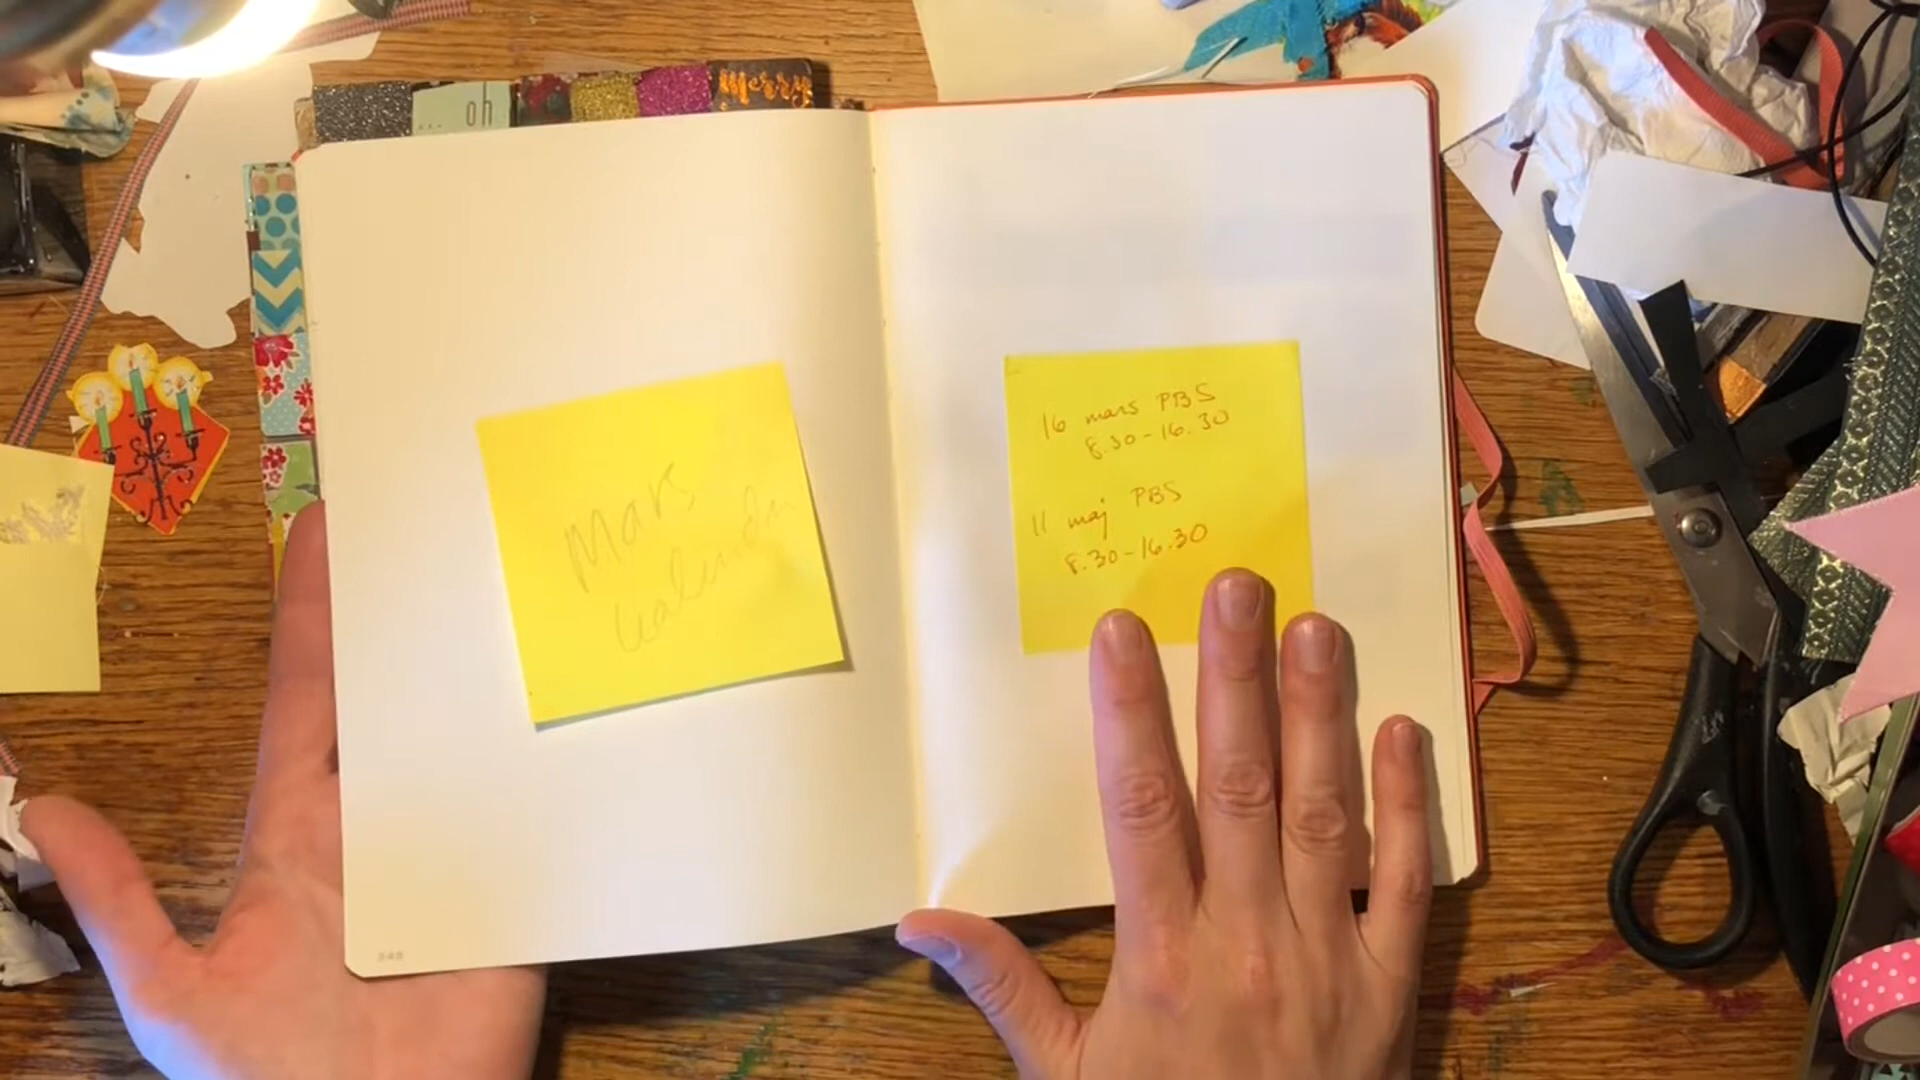 ... oh
Merry
Mars
kalender
16 mars PBS
8.30-16.30
11 maj PBS
8.30-16.30